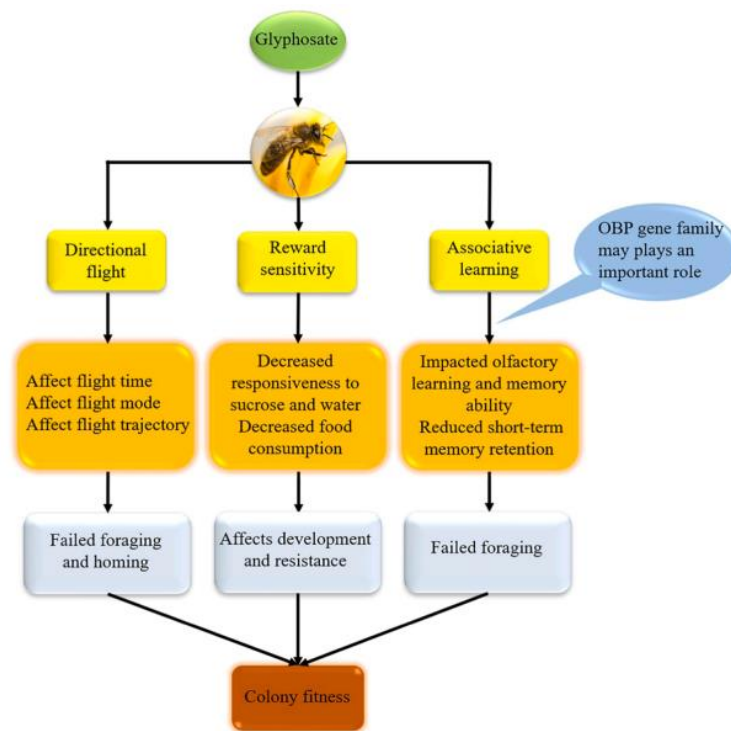 Glyphosate
Directional
flight
Reward
sensitivity
Associative
learning
OBP gene family
may plays an
important role
Affect flight time
Affect flight mode
Affect flight trajectory
Decreased
responsiveness to
sucrose and water
Decreased food
consumption
Impacted olfactory
learning and memory
ability
Reduced short-term
memory retention
Failed foraging
and homing
Affects development
and resistance
Failed foraging
Colony fitness